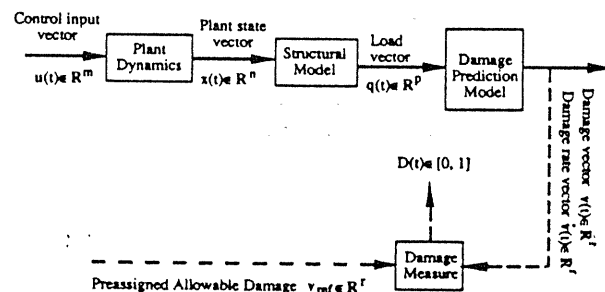 Control input
vector
u(t)∈ R^m
Plant
Dynamics
Plant state
vector
x(t)∈ R^n
Structural
Model
Load
vector
q(t)∈ R^p
Damage
Prediction
Model
Damage vector v(t)∈ R^r
Damage rate vector v̇(t)∈ R^r
D(t)∈ [0, 1]
Damage
Measure
Preassigned Allowable Damage v_ref ∈ R^r